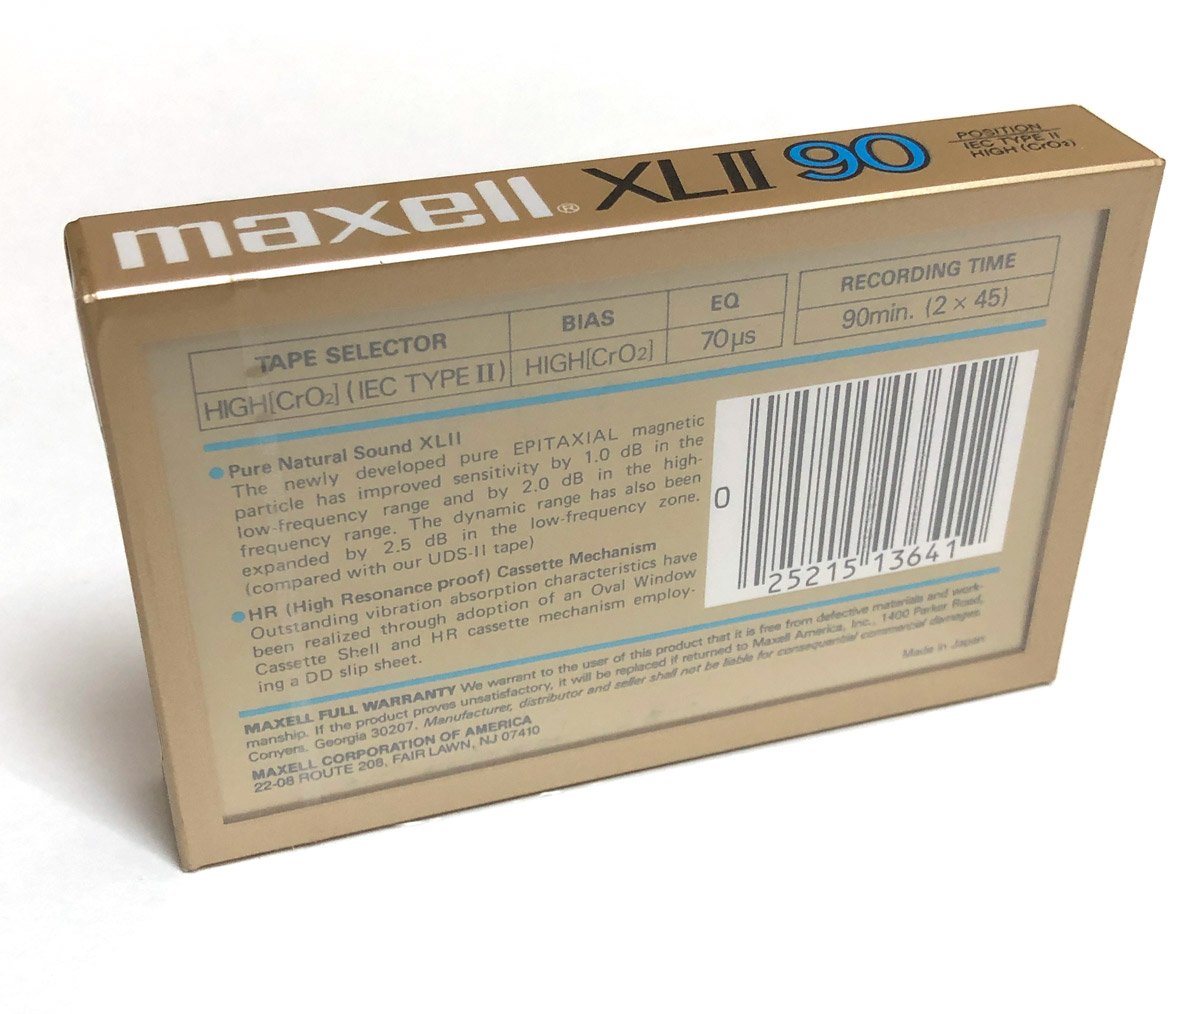 maxell® XLII 90
POSITION
IEC TYPE II
HIGH (CrO2)
TAPE SELECTOR BIAS EQ
HIGH[CrO2] (IEC TYPE II) HIGH[CrO2] 70μs
RECORDING TIME
90min. (2 × 45)
● Pure Natural Sound XLII
The newly developed pure EPITAXIAL magnetic
particle has improved sensitivity by 1.0 dB in the
low-frequency range and by 2.0 dB in the high-
frequency range. The dynamic range has also been
expanded by 2.5 dB in the low-frequency zone.
(compared with our UDS-II tape)
● HR (High Resonance proof) Cassette Mechanism
Outstanding vibration absorption characteristics have
been realized through adoption of an Oval Window
Cassette Shell and HR cassette mechanism employ-
ing a DD slip sheet.
0 25215 13641
MAXELL FULL WARRANTY We warrant to the user of this product that it is free from defective materials and work-
manship. If the product proves unsatisfactory, it will be replaced if returned to Maxell America, Inc., 1400 Parker Road,
Conyers, Georgia 30207. Manufacturer, distributor and seller shall not be liable for consequential commercial damages.
MAXELL CORPORATION OF AMERICA
22-08 ROUTE 208, FAIR LAWN, NJ 07410
Made in Japan